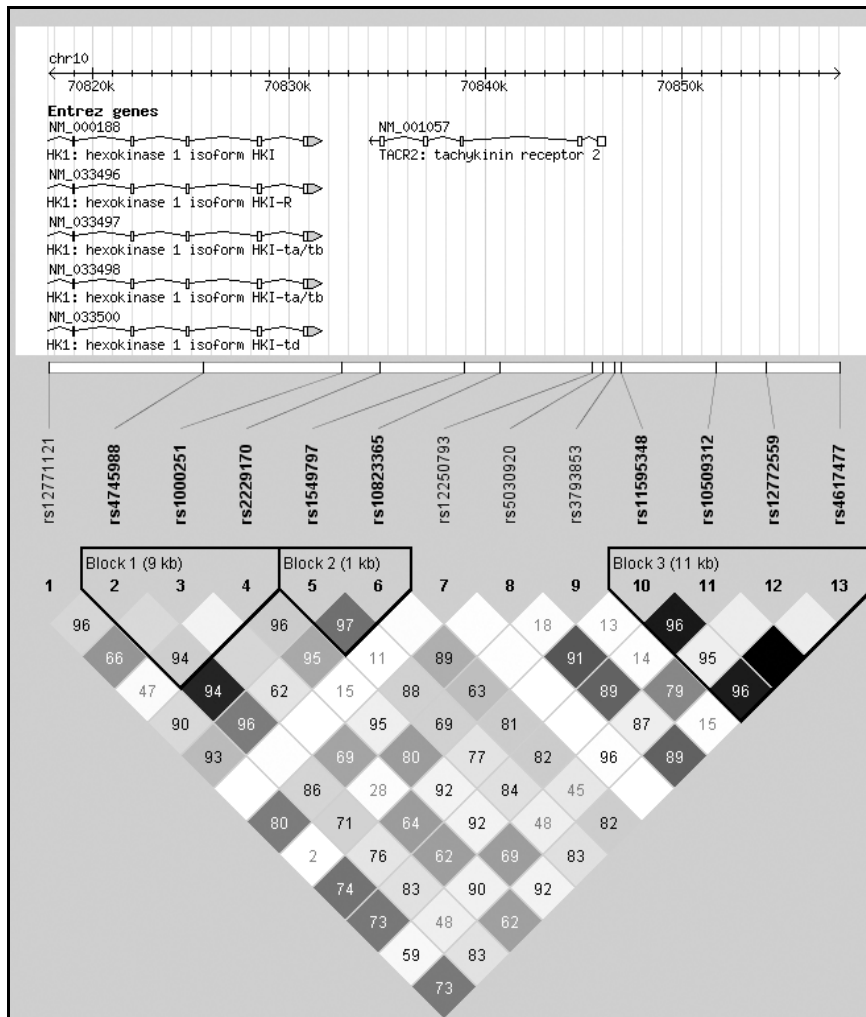 chr10
70820k 70830k 70840k 70850k
Entrez genes
NM_000188
HK1: hexokinase 1 isoform HKI
NM_001057
TACR2: tachykinin receptor 2
NM_033496
HK1: hexokinase 1 isoform HKI-R
NM_033497
HK1: hexokinase 1 isoform HKI-ta/tb
NM_033498
HK1: hexokinase 1 isoform HKI-ta/tb
NM_033500
HK1: hexokinase 1 isoform HKI-td
rs12771121
rs4745988
rs1000251
rs2229170
rs1549797
rs10823365
rs12250793
rs5030920
rs3793853
rs11595348
rs10509312
rs12772559
rs4617477
Block 1 (9 kb) Block 2 (1 kb) Block 3 (11 kb)
1 2 3 4 5 6 7 8 9 10 11 12 13
96 96 97 18 13 96
66 94 95 11 89 91 14 95
47 94 62 15 88 63 89 79 96
90 96 95 69 81 87 15
93 69 80 77 82 96 89
86 28 92 84 45
80 71 64 92 48 82
2 76 62 69 83
74 83 90 92
73 48 62
59 83
73